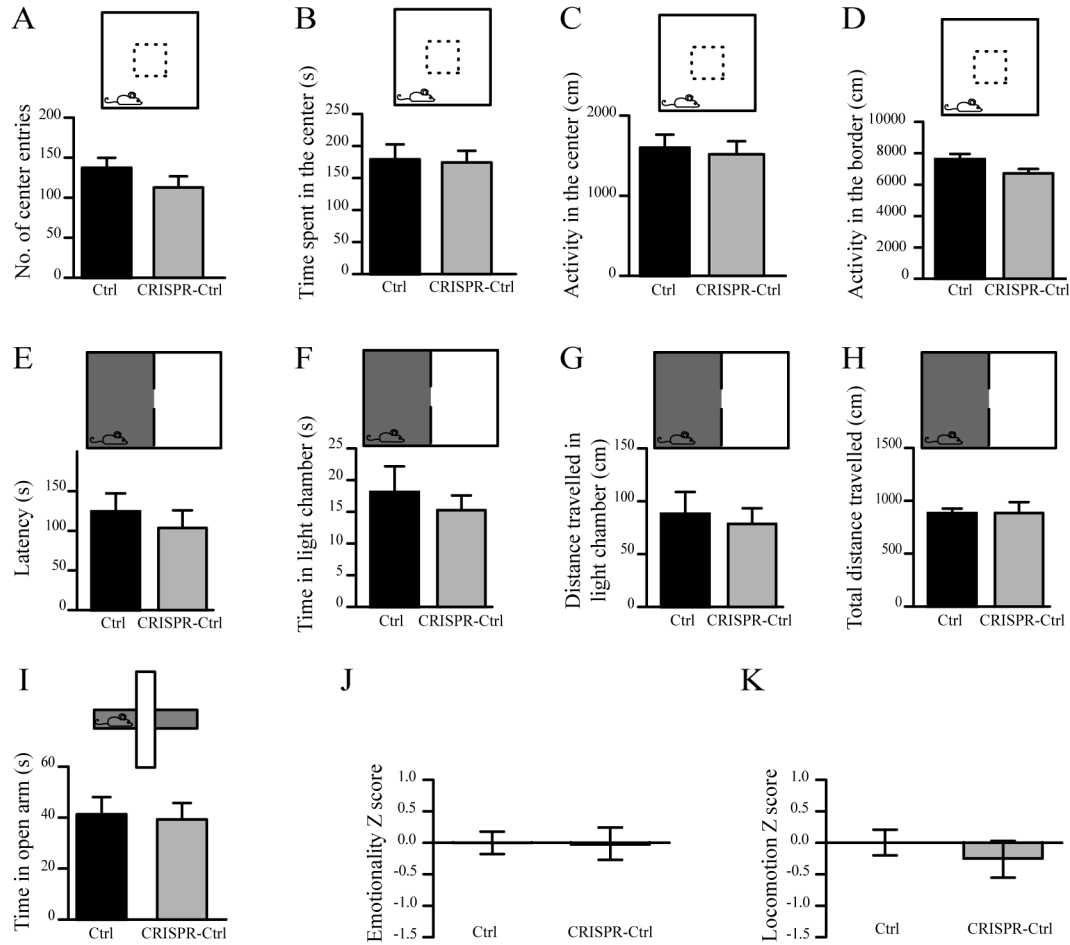 A
No. of center entries
200
150
100
50
0
Ctrl
CRISPR-Ctrl
B
Time spent in the center (s)
250
200
150
100
50
0
Ctrl
CRISPR-Ctrl
C
Activity in the center (cm)
2000
1000
0
Ctrl
CRISPR-Ctrl
D
Activity in the border (cm)
10000
8000
6000
4000
2000
0
Ctrl
CRISPR-Ctrl
E
Latency (s)
150
100
50
0
Ctrl
CRISPR-Ctrl
F
Time in light chamber (s)
25
20
15
10
5
0
Ctrl
CRISPR-Ctrl
G
Distance travelled in
light chamber (cm)
150
100
50
0
Ctrl
CRISPR-Ctrl
H
Total distance travelled (cm)
1500
1000
500
0
Ctrl
CRISPR-Ctrl
I
Time in open arm (s)
60
40
20
0
Ctrl
CRISPR-Ctrl
J
Emotionality Z score
1.0
0.5
0.0
-0.5
-1.0
-1.5
Ctrl
CRISPR-Ctrl
K
Locomotion Z score
1.0
0.5
0.0
-0.5
-1.0
-1.5
Ctrl
CRISPR-Ctrl